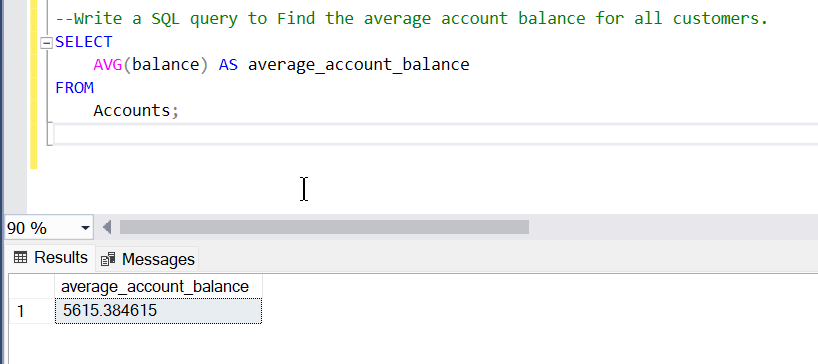 --Write a SQL query to Find the average account balance for all customers.
SELECT
AVG(balance) AS average_account_balance
FROM
Accounts;
90 %
Results Messages
average_account_balance
1 5615.384615